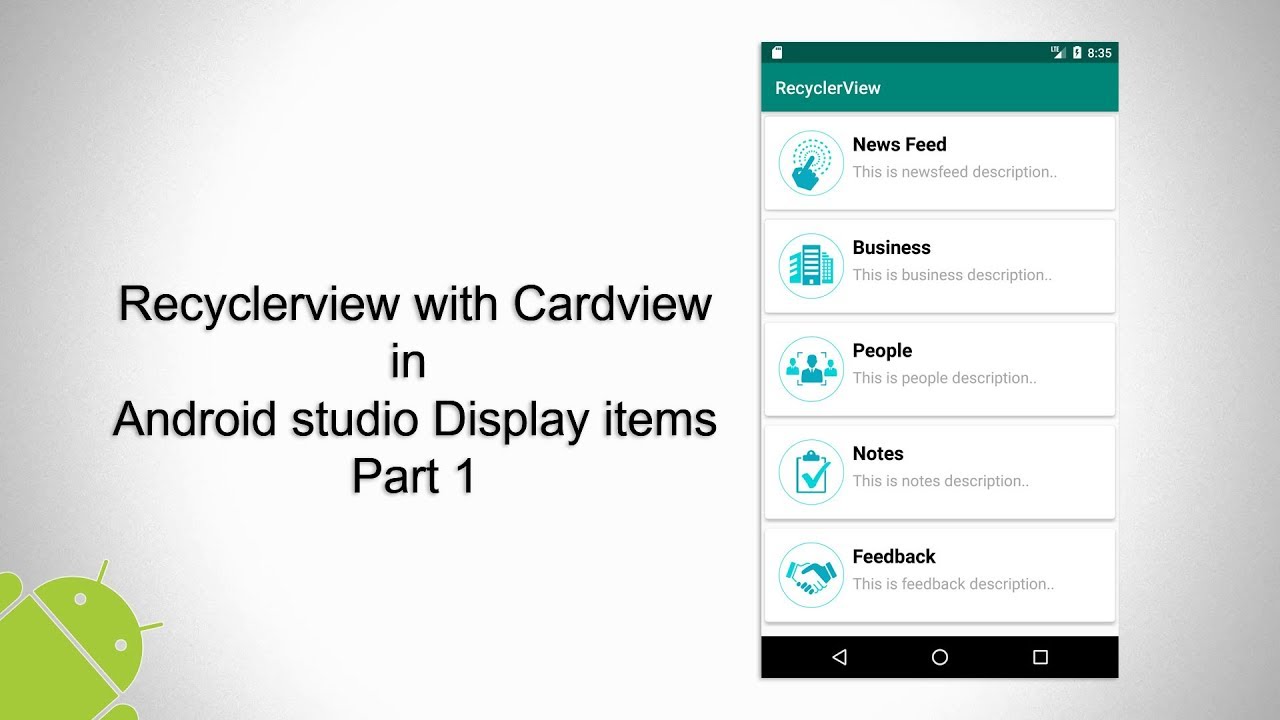 Recyclerview with Cardview
in
Android studio Display items
Part 1
LTE 8:35
RecyclerView
News Feed
This is newsfeed description..
Business
This is business description..
People
This is people description..
Notes
This is notes description..
Feedback
This is feedback description..